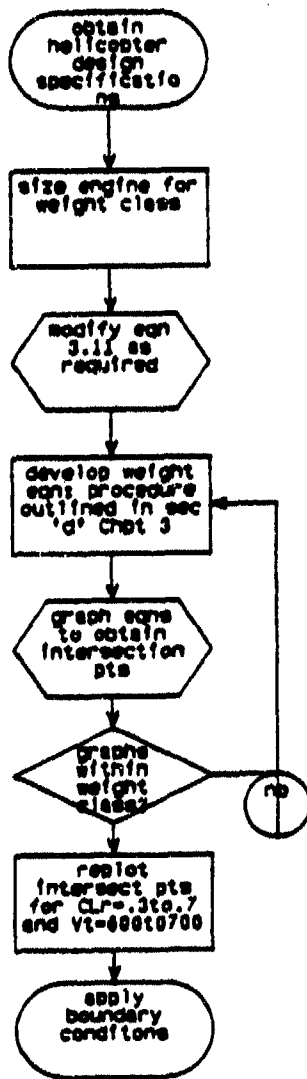 obtain
helicopter
design
specificatio
ns
size engine for
weight class
modify eqn
3.11 as
required
develop weight
eqns procedure
outlined in sec
'd' Chpt 3
graph eqns
to obtain
intersection
pts
graphs
within
weight
class?
no
replot
intersect pts
for CLr=.3to.7
and Vt=600to700
apply
boundary
conditons